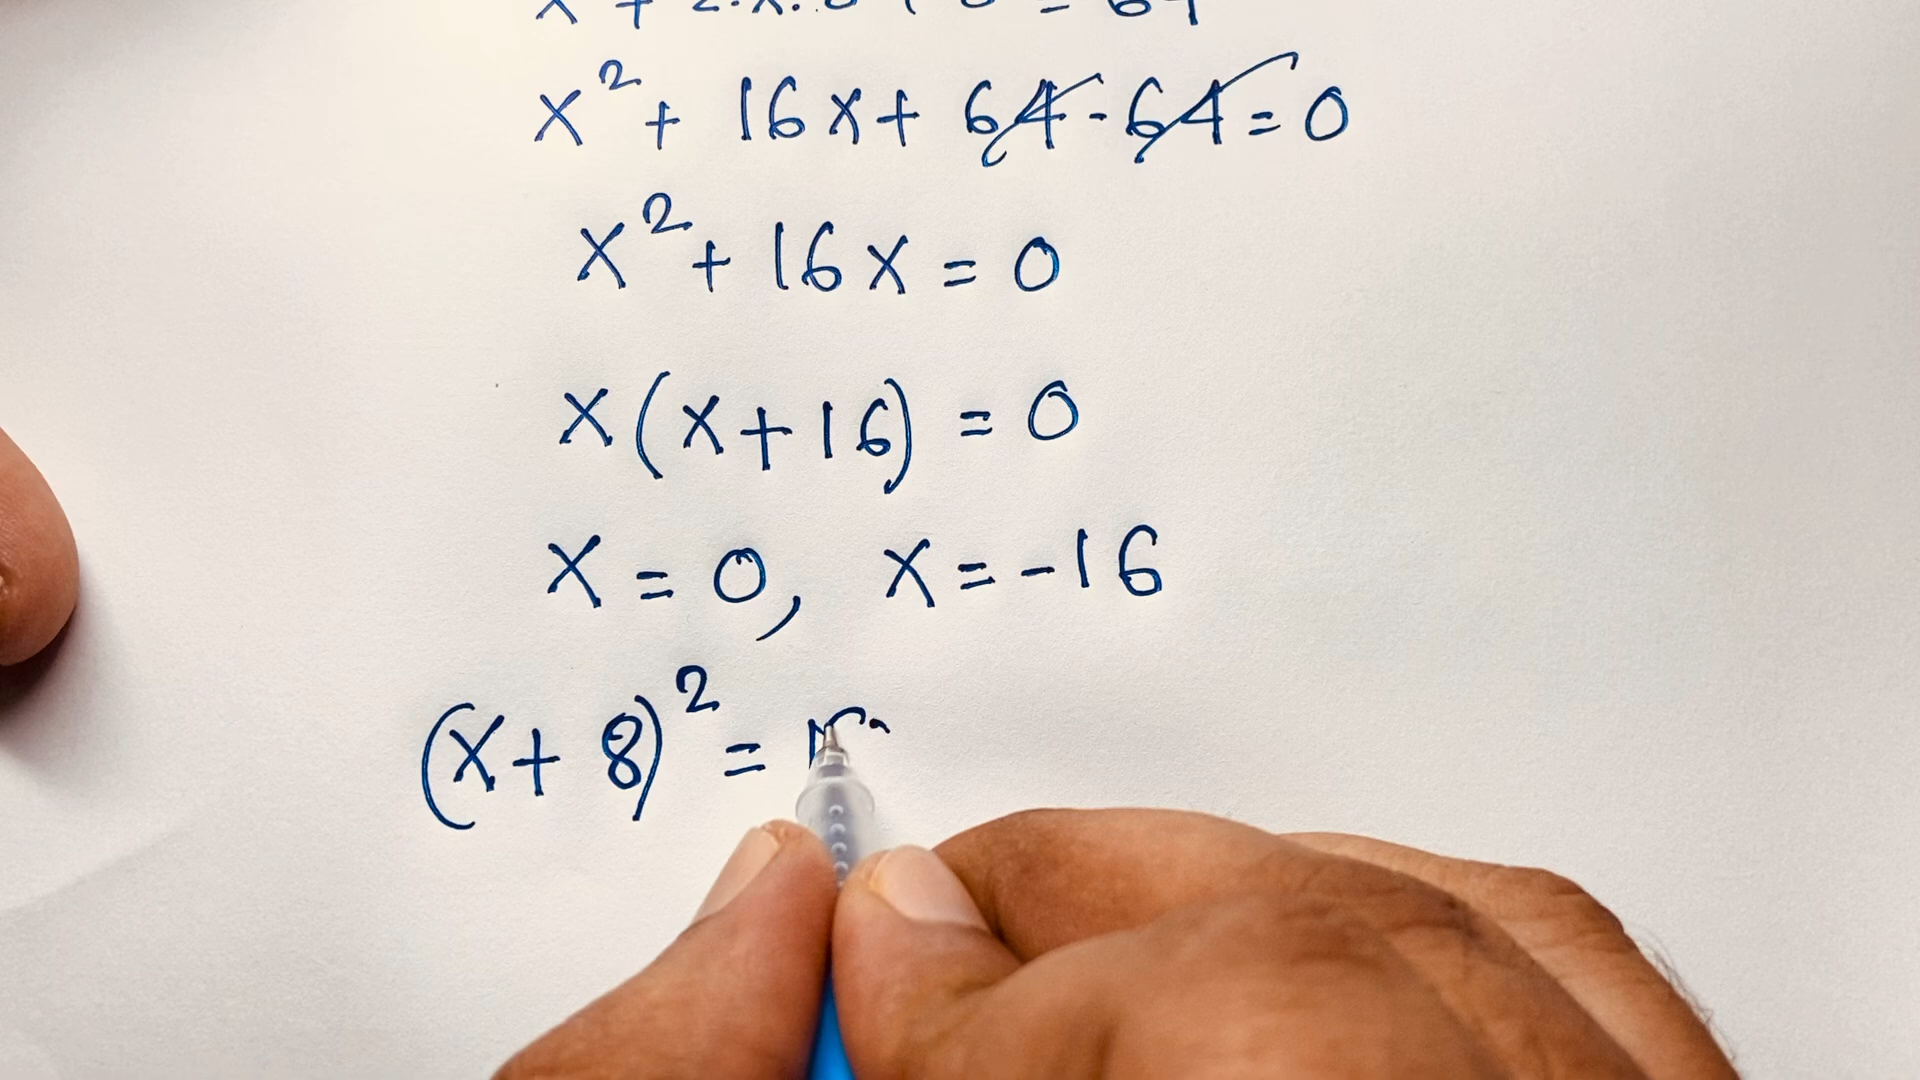 x² + 16x + 64 - 64 = 0
x² + 16x = 0
x(x+16) = 0
x = 0, x = -16
(x+8)² =